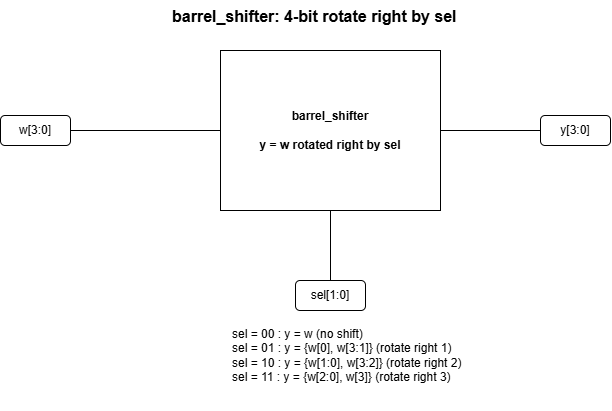 barrel_shifter: 4-bit rotate right by sel
barrel_shifter
y = w rotated right by sel
w[3:0]
y[3:0]
sel[1:0]
sel = 00 : y = w (no shift)
sel = 01 : y = {w[0], w[3:1]} (rotate right 1)
sel = 10 : y = {w[1:0], w[3:2]} (rotate right 2)
sel = 11 : y = {w[2:0], w[3]} (rotate right 3)